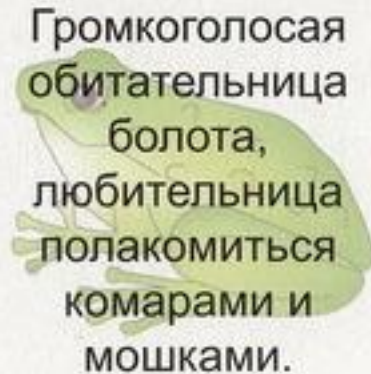 Громкоголосая
обитательница
болота,
любительница
полакомиться
комарами и
мошками.